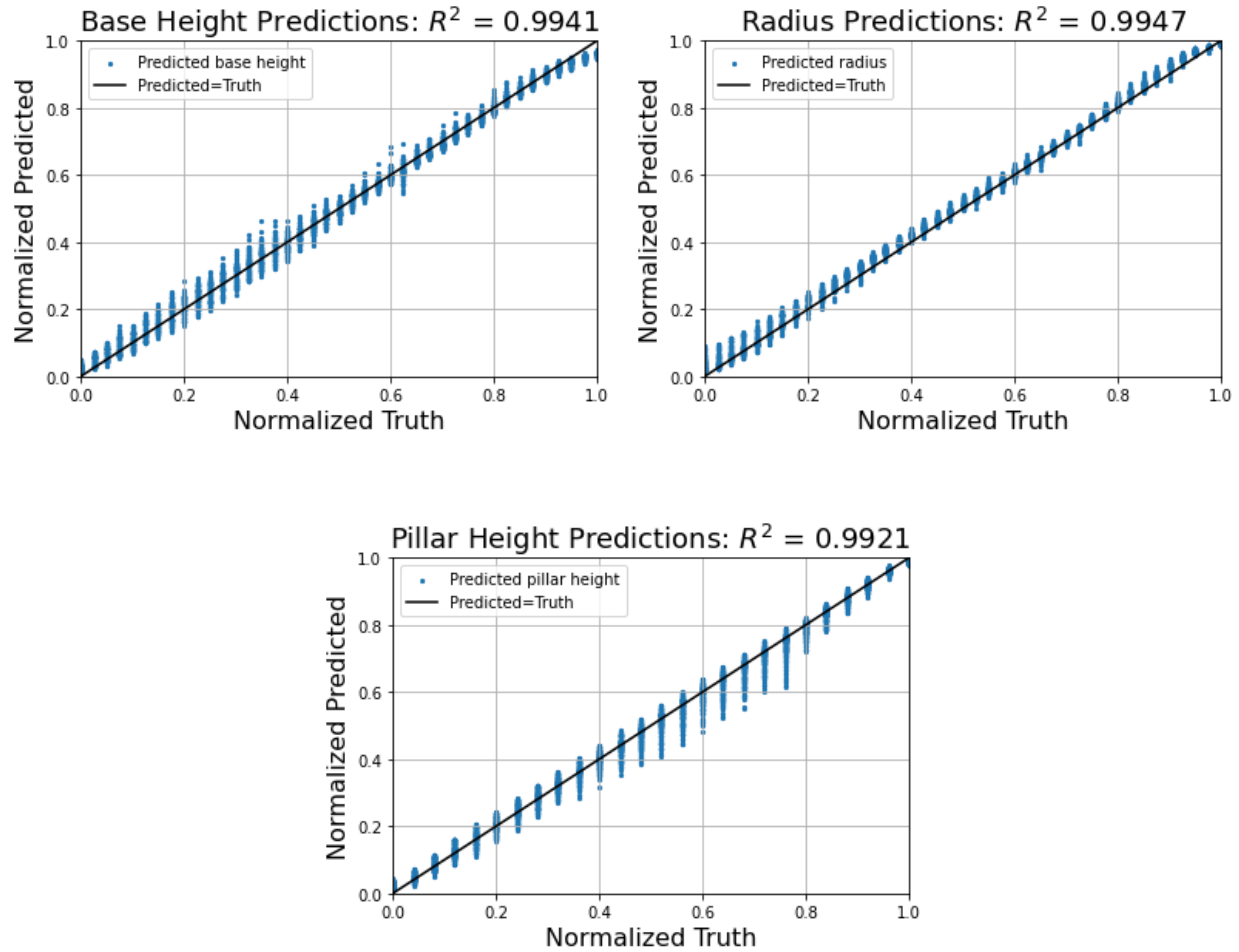 Base Height Predictions: R² = 0.9941
Predicted base height
Predicted=Truth
Normalized Predicted
1.0
0.8
0.6
0.4
0.2
0.0
0.0 0.2 0.4 0.6 0.8 1.0
Normalized Truth
Radius Predictions: R² = 0.9947
Predicted radius
Predicted=Truth
Normalized Predicted
1.0
0.8
0.6
0.4
0.2
0.0
0.0 0.2 0.4 0.6 0.8 1.0
Normalized Truth
Pillar Height Predictions: R² = 0.9921
Predicted pillar height
Predicted=Truth
Normalized Predicted
1.0
0.8
0.6
0.4
0.2
0.0
0.0 0.2 0.4 0.6 0.8 1.0
Normalized Truth